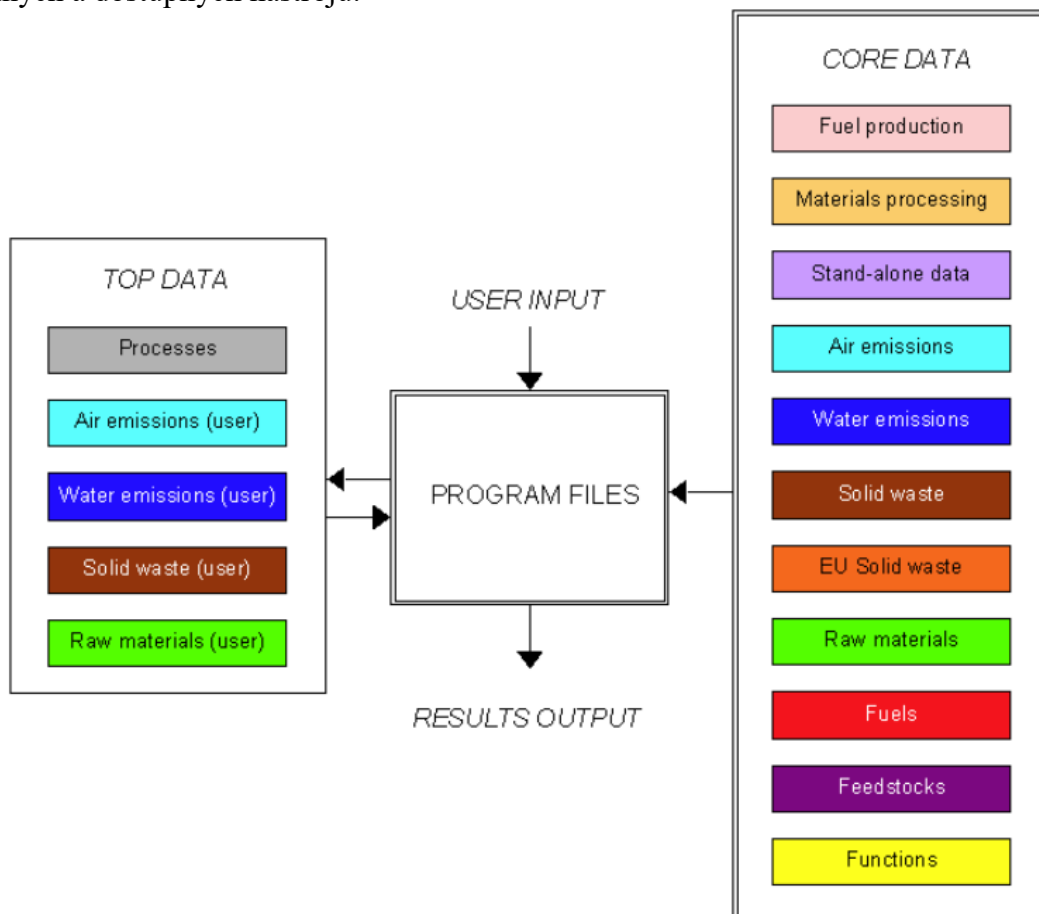 a dostupných nástrojů.
CORE DATA
Fuel production
Materials processing
Stand-alone data
Air emissions
Water emissions
Solid waste
EU Solid waste
Raw materials
Fuels
Feedstocks
Functions
TOP DATA
Processes
Air emissions (user)
Water emissions (user)
Solid waste (user)
Raw materials (user)
USER INPUT
PROGRAM FILES
RESULTS OUTPUT